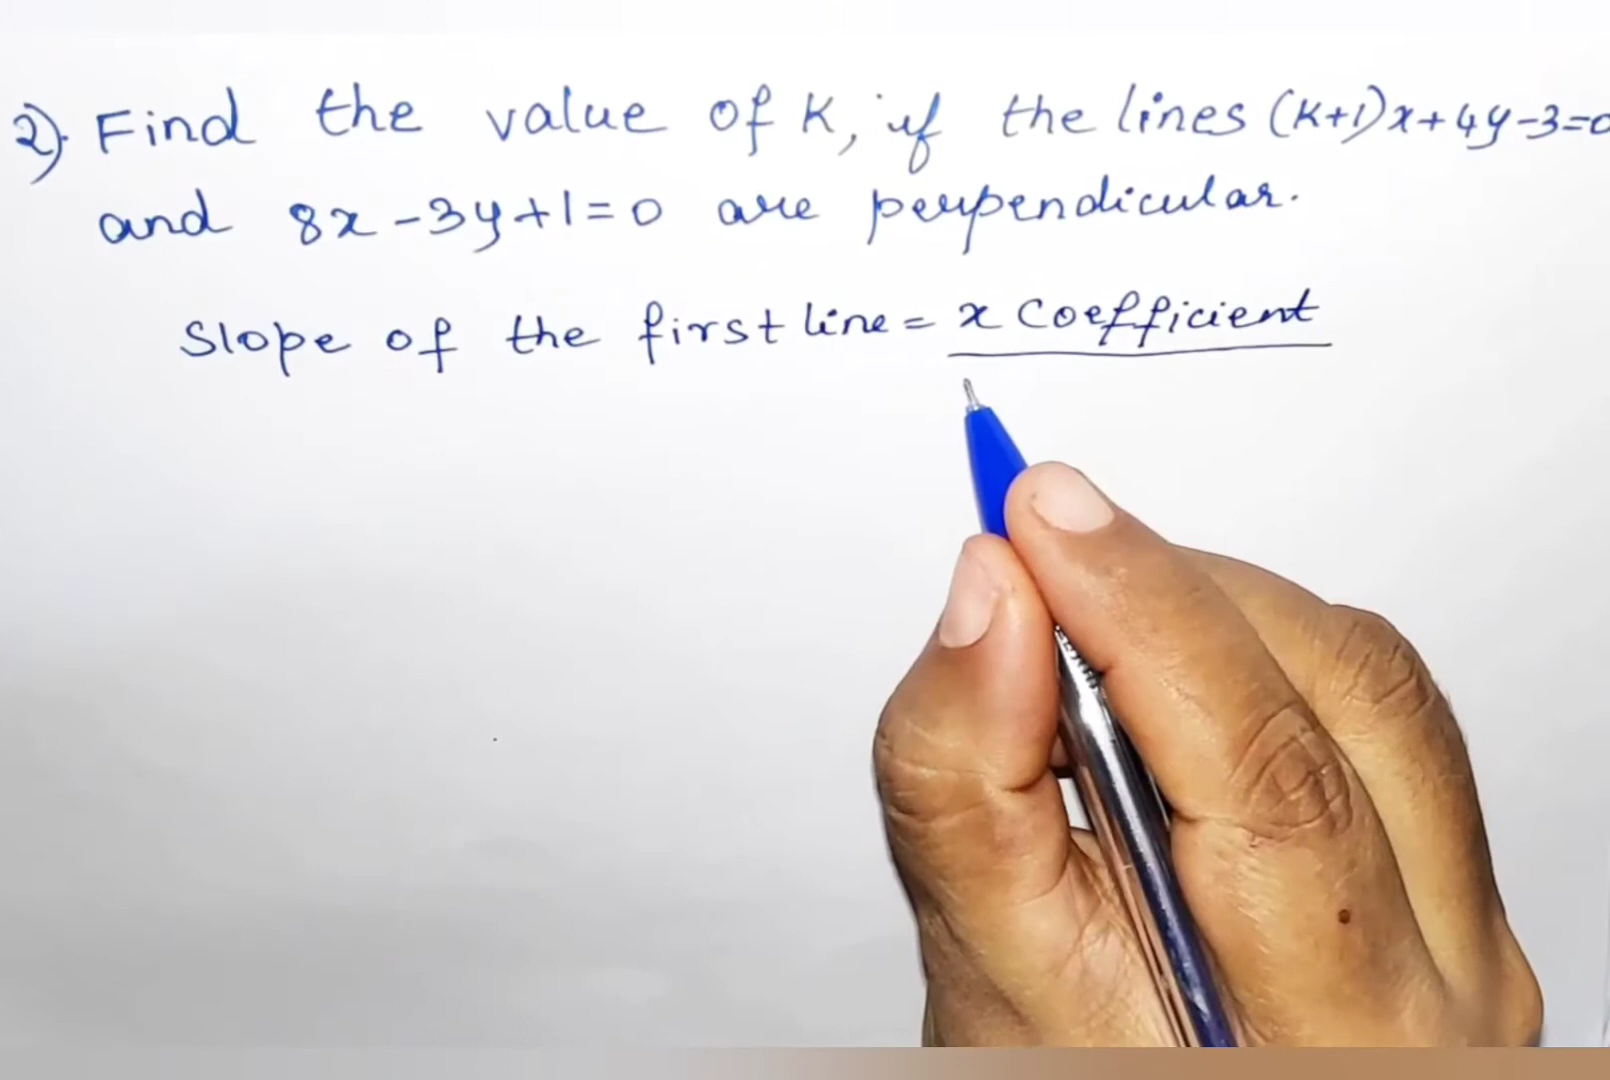 2). Find the value of K, if the lines (K+1)x+4y-3=0
and 8x-3y+1=0 are perpendicular.
Slope of the first line = x Coefficient